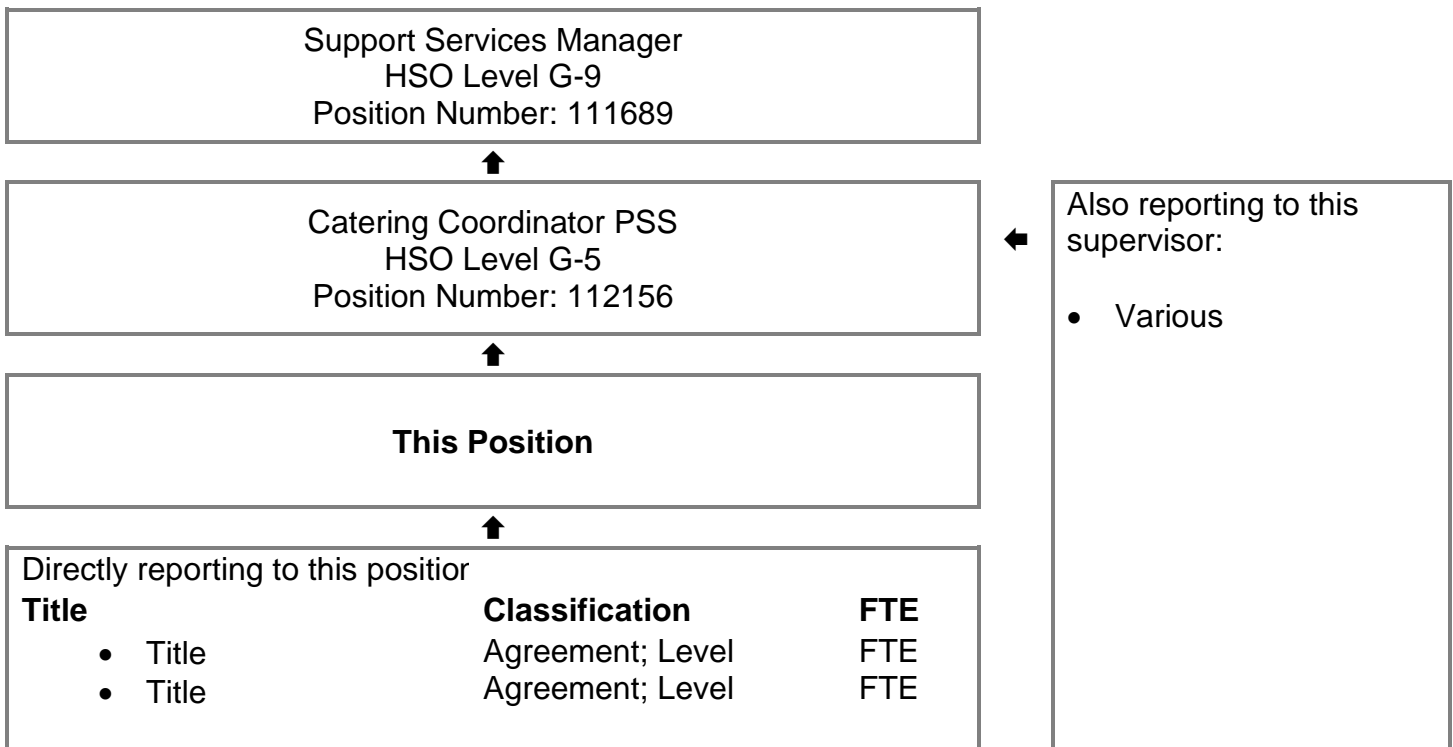 Support Services Manager
HSO Level G-9
Position Number: 111689
Catering Coordinator PSS
HSO Level G-5
Position Number: 112156
Also reporting to this
supervisor:
• Various
This Position
Directly reporting to this position
Title Classification FTE
• Title Agreement; Level FTE
• Title Agreement; Level FTE